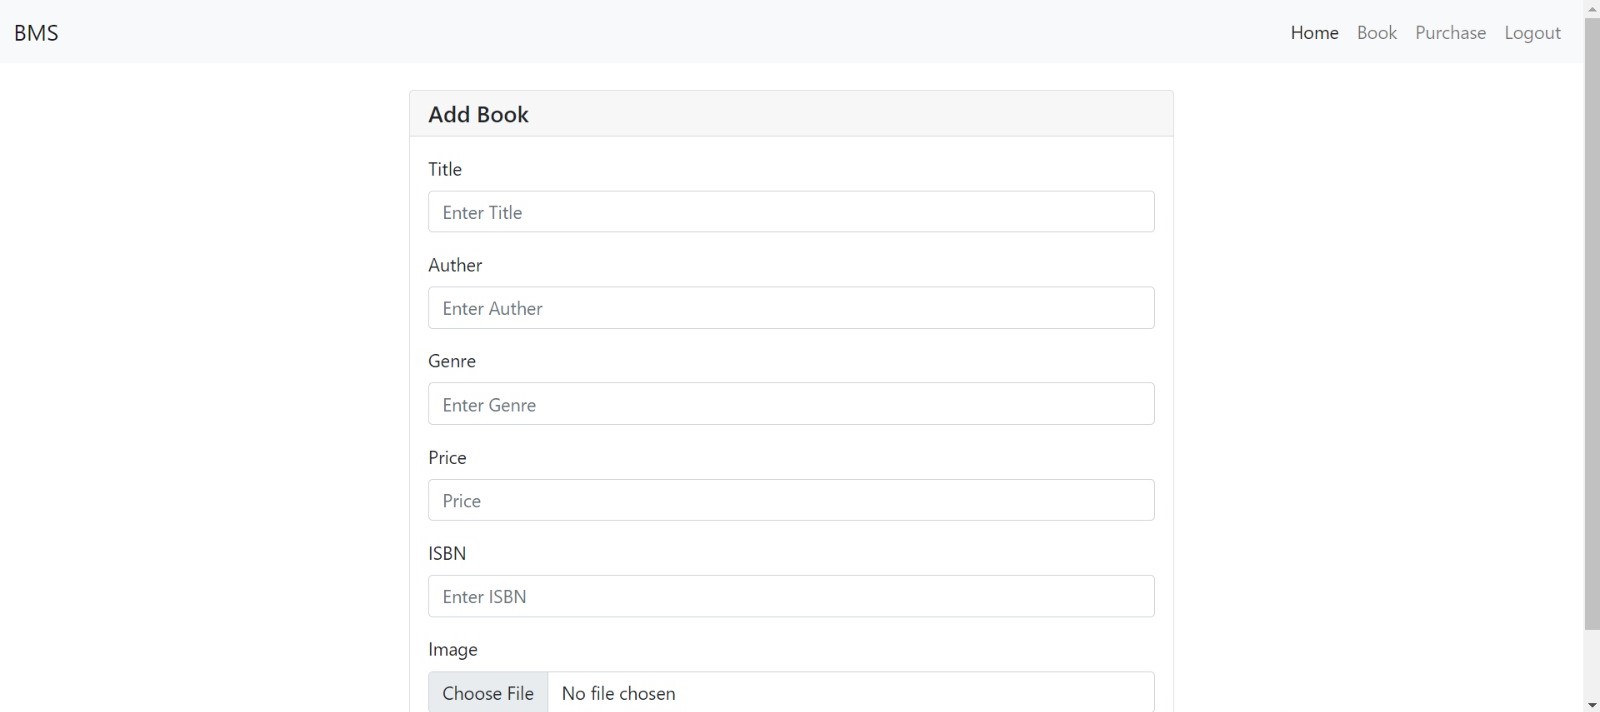 BMS
Home Book Purchase Logout
Add Book
Title
Enter Title
Auther
Enter Auther
Genre
Enter Genre
Price
Price
ISBN
Enter ISBN
Image
Choose File No file chosen